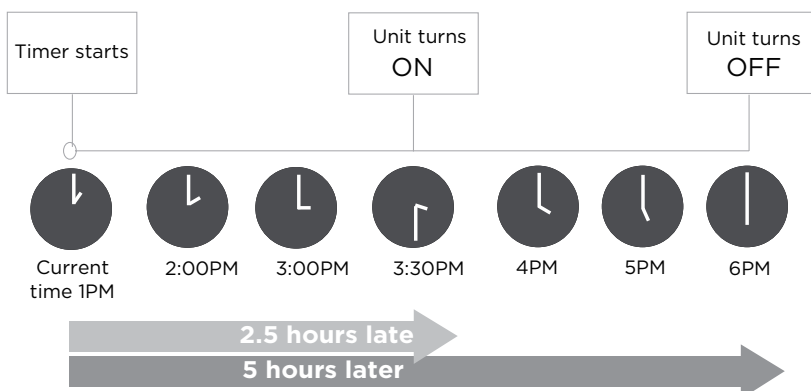 Timer starts
Unit turns
ON
Unit turns
OFF
Current
time 1PM
2:00PM
3:00PM
3:30PM
4PM
5PM
6PM
2.5 hours late
5 hours later